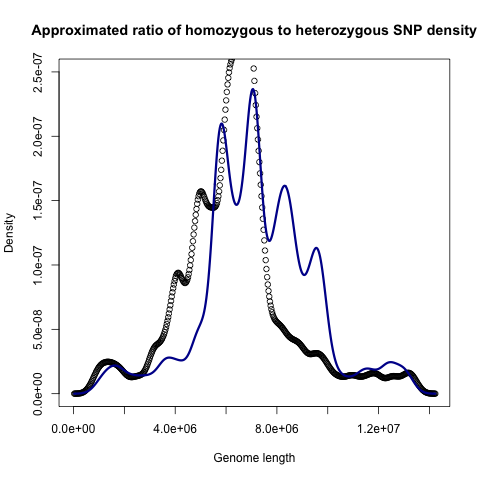 Approximated ratio of homozygous to heterozygous SNP density
Density
2.5e-07
2.0e-07
1.5e-07
1.0e-07
5.0e-08
0.0e+00
0.0e+00 4.0e+06 8.0e+06 1.2e+07
Genome length